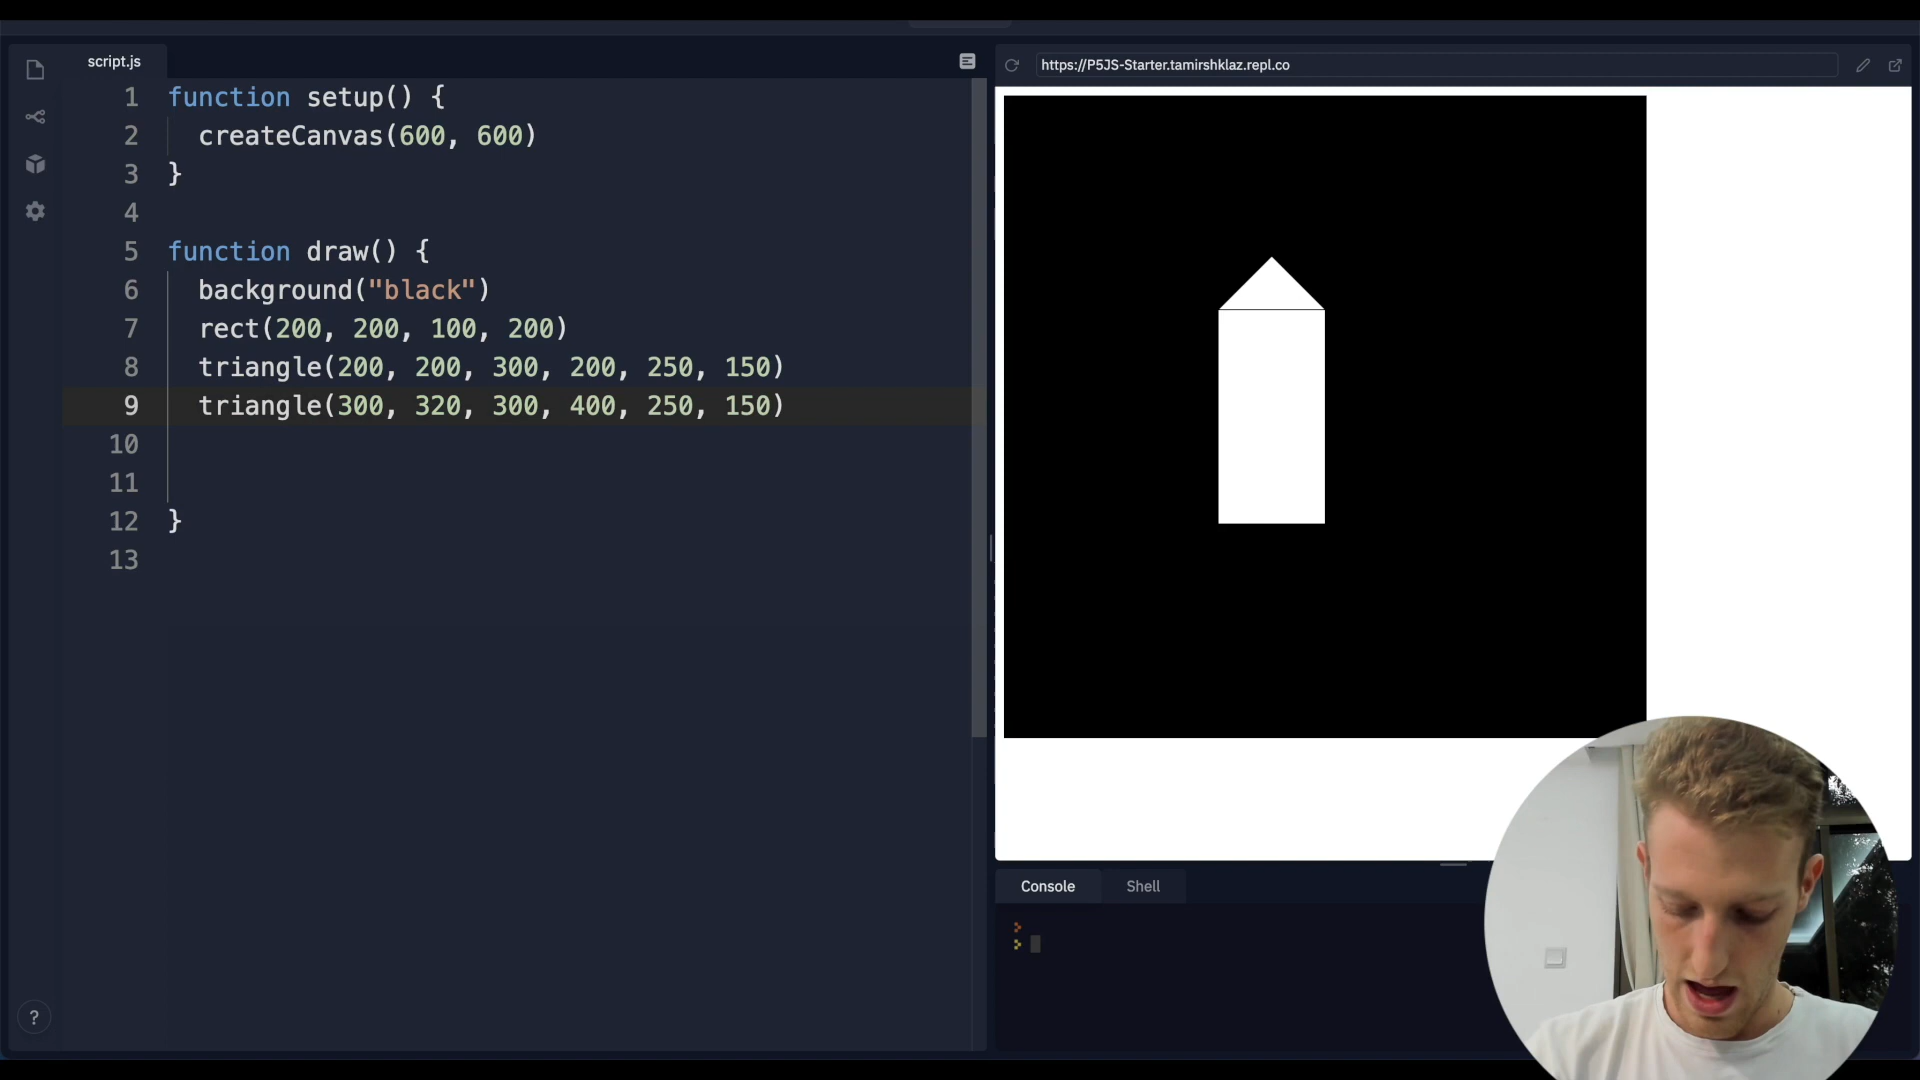 script.js
https://P5JS-Starter.tamirshklaz.repl.co
1 function setup() {
2 createCanvas(600, 600)
3 }
4
5 function draw() {
6 background("black")
7 rect(200, 200, 100, 200)
8 triangle(200, 200, 300, 200, 250, 150)
9 triangle(300, 320, 300, 400, 250, 150)
10
11
12 }
13
Console Shell
>
>
?